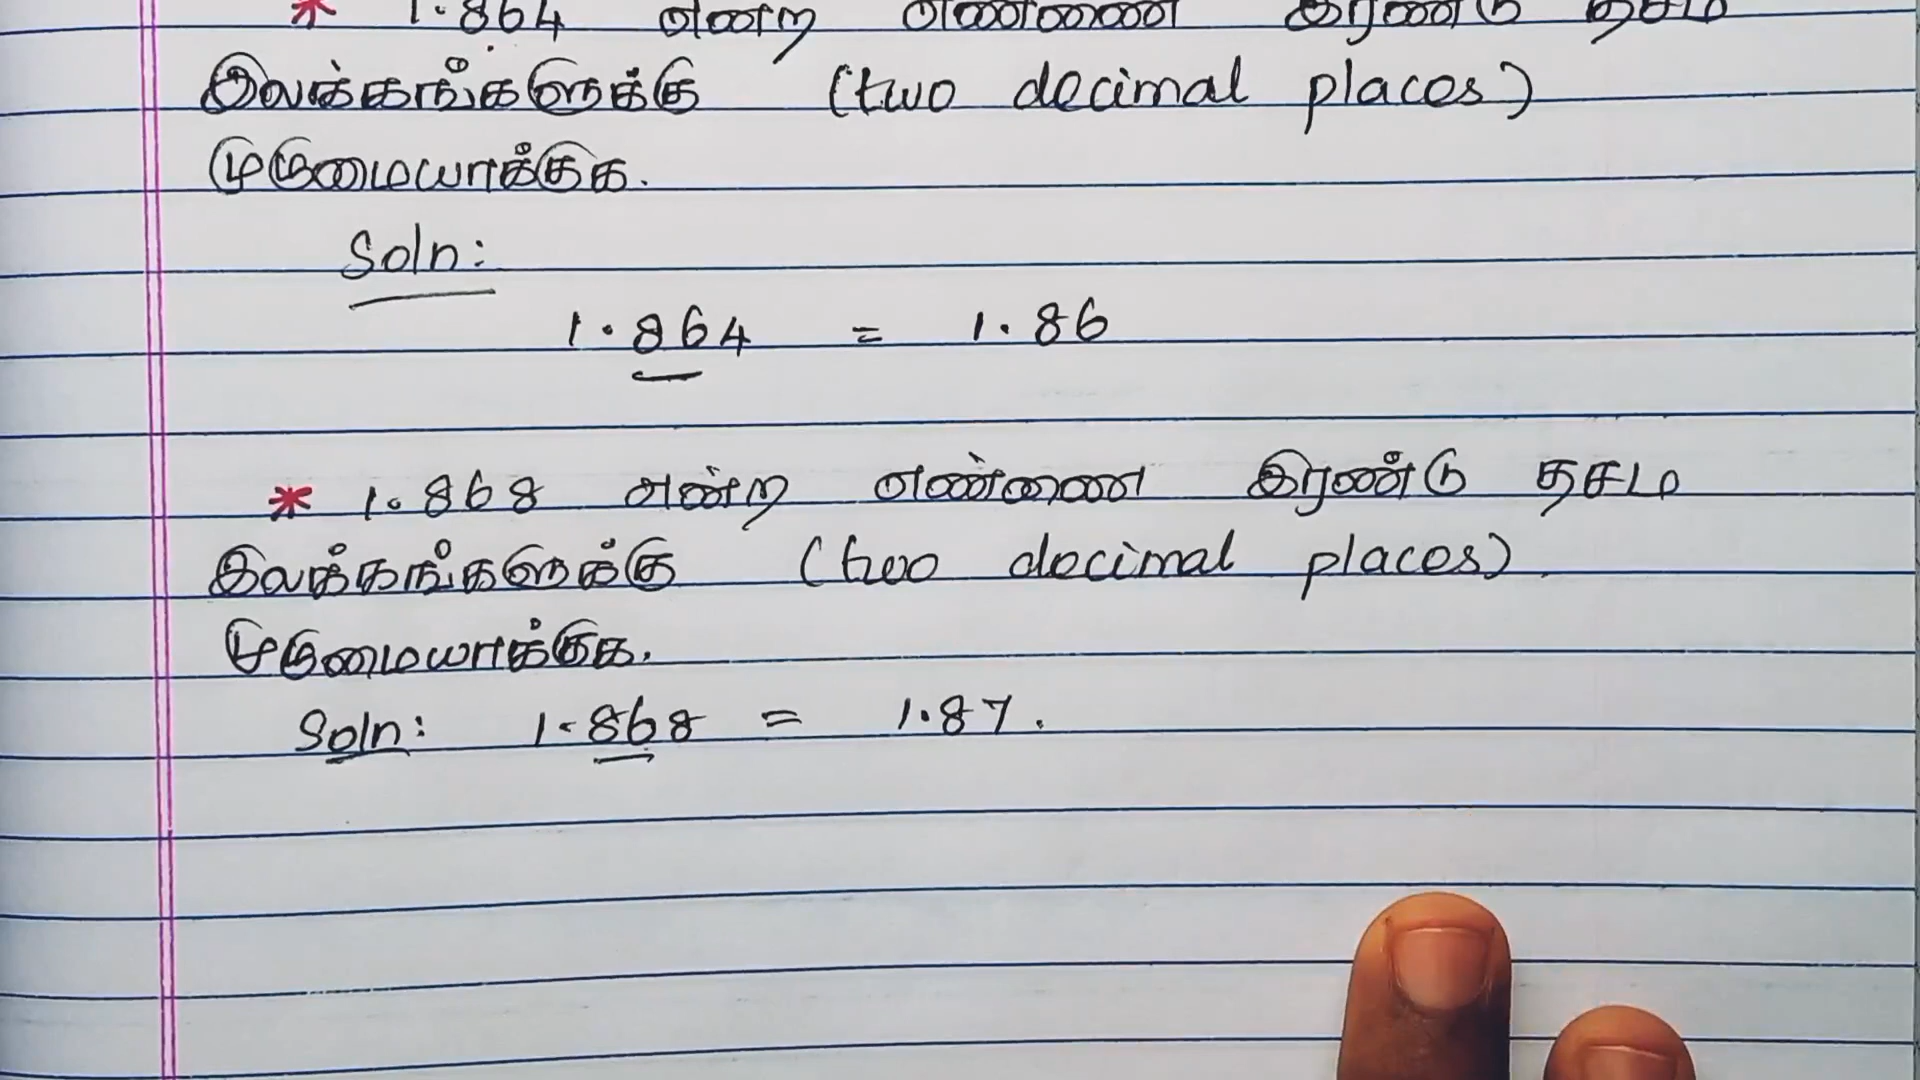 * 1.864 என்ற எண்ணை இரண்டு தசம
இலக்கங்களுக்கு (two decimal places)
முழுமையாக்குக.
Soln:
1.864 = 1.86
* 1.868 என்ற எண்ணை இரண்டு தசம
இலக்கங்களுக்கு (two decimal places)
முழுமையாக்குக.
Soln: 1.868 = 1.87.